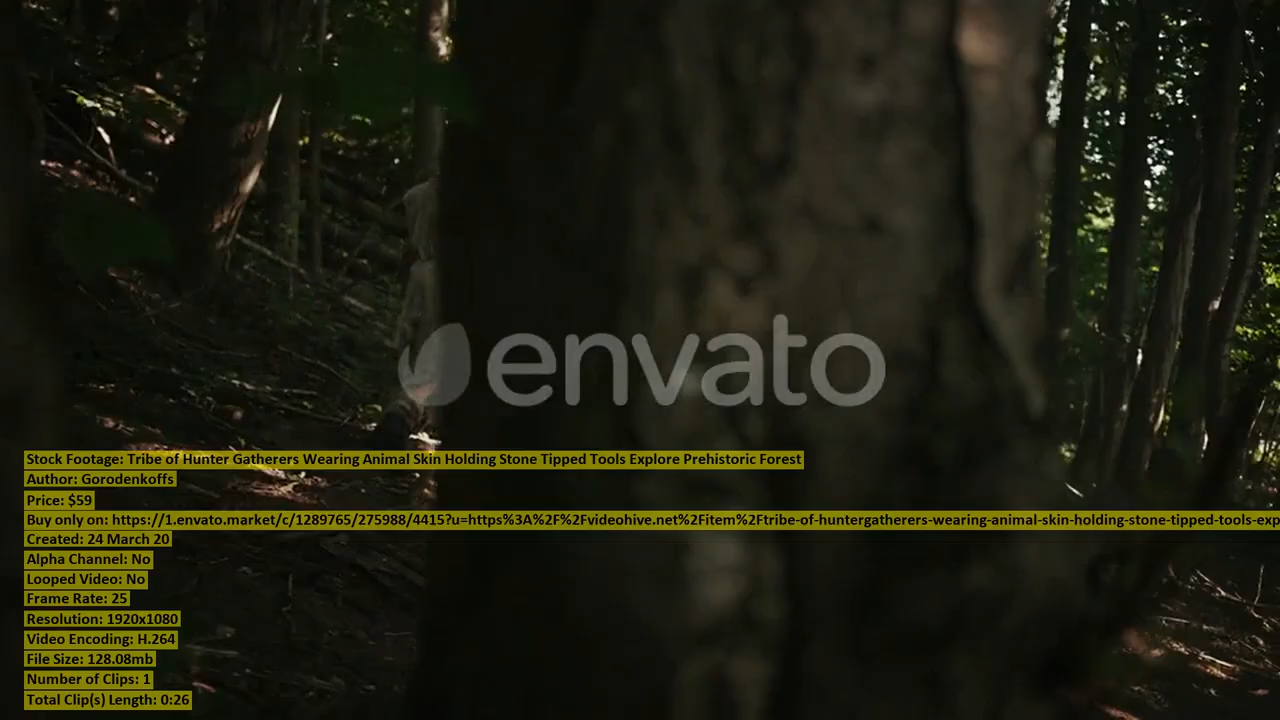 envato
Stock Footage: Tribe of Hunter Gatherers Wearing Animal Skin Holding Stone Tipped Tools Explore Prehistoric Forest
Author: Gorodenkoffs
Price: $59
Buy only on: https://1.envato.market/c/1289765/275988/4415?u=https%3A%2F%2Fvideohive.net%2Fitem%2Ftribe-of-huntergatherers-wearing-animal-skin-holding-stone-tipped-tools-exp
Created: 24 March 20
Alpha Channel: No
Looped Video: No
Frame Rate: 25
Resolution: 1920x1080
Video Encoding: H.264
File Size: 128.08mb
Number of Clips: 1
Total Clip(s) Length: 0:26